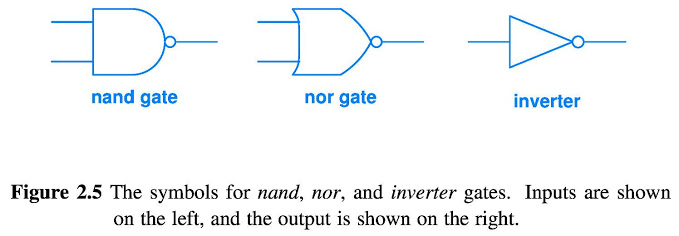 nand gate
nor gate
inverter
Figure 2.5 The symbols for nand, nor, and inverter gates. Inputs are shown
on the left, and the output is shown on the right.